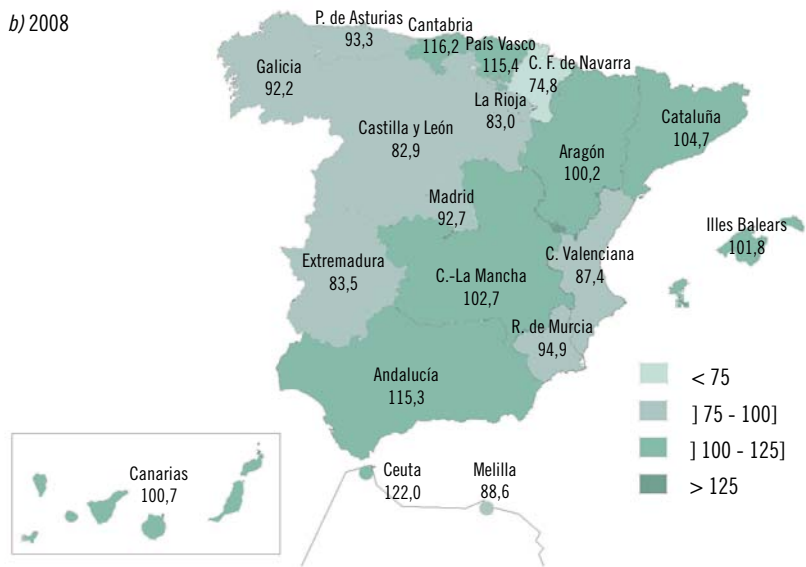 b) 2008
P. de Asturias
93,3
Cantabria
116,2
País Vasco
115,4
C. F. de Navarra
74,8
Galicia
92,2
La Rioja
83,0
Castilla y León
82,9
Cataluña
104,7
Aragón
100,2
Madrid
92,7
Illes Balears
101,8
Extremadura
83,5
C.-La Mancha
102,7
C. Valenciana
87,4
R. de Murcia
94,9
Andalucía
115,3
< 75
] 75 - 100]
] 100 - 125]
> 125
Canarias
100,7
Ceuta
122,0
Melilla
88,6